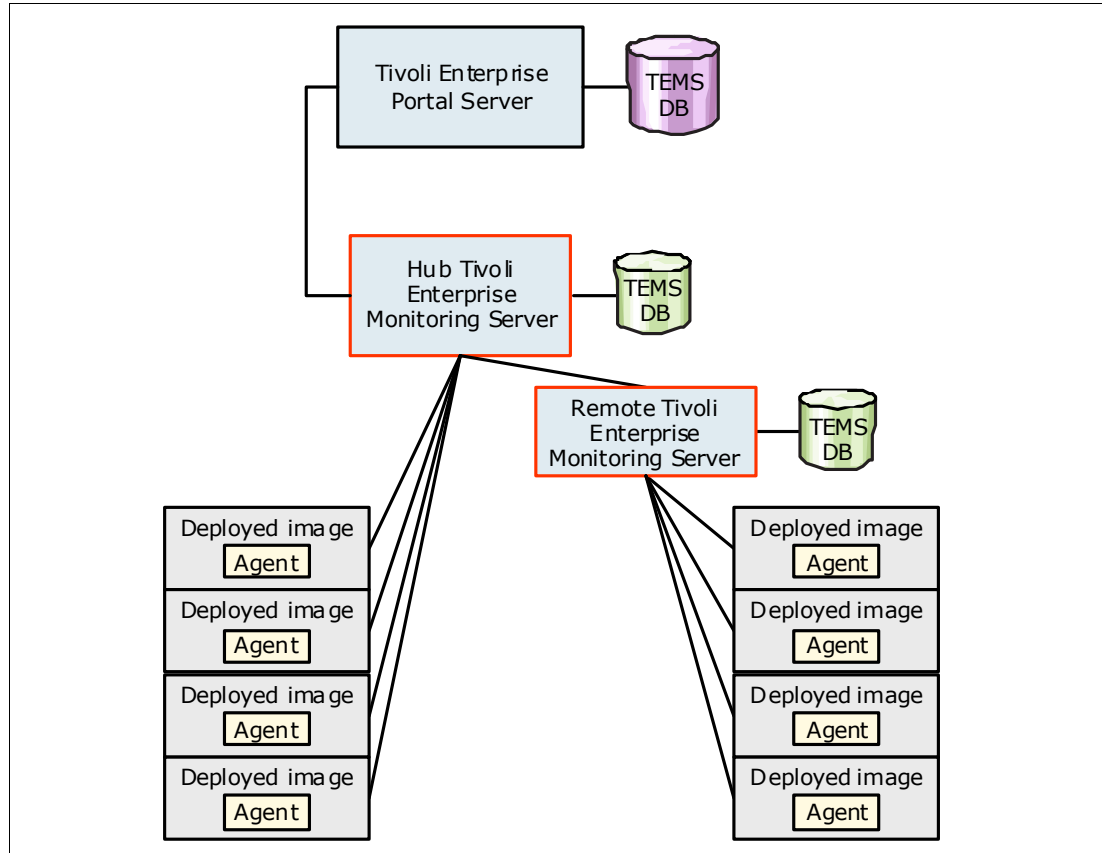 Tivoli Enterprise
Portal Server
TEMS
DB
Hub Tivoli
Enterprise
Monitoring Server
TEMS
DB
Remote Tivoli
Enterprise
Monitoring Server
TEMS
DB
Deployed image
Agent
Deployed image
Agent
Deployed image
Agent
Deployed image
Agent
Deployed image
Agent
Deployed image
Agent
Deployed image
Agent
Deployed image
Agent